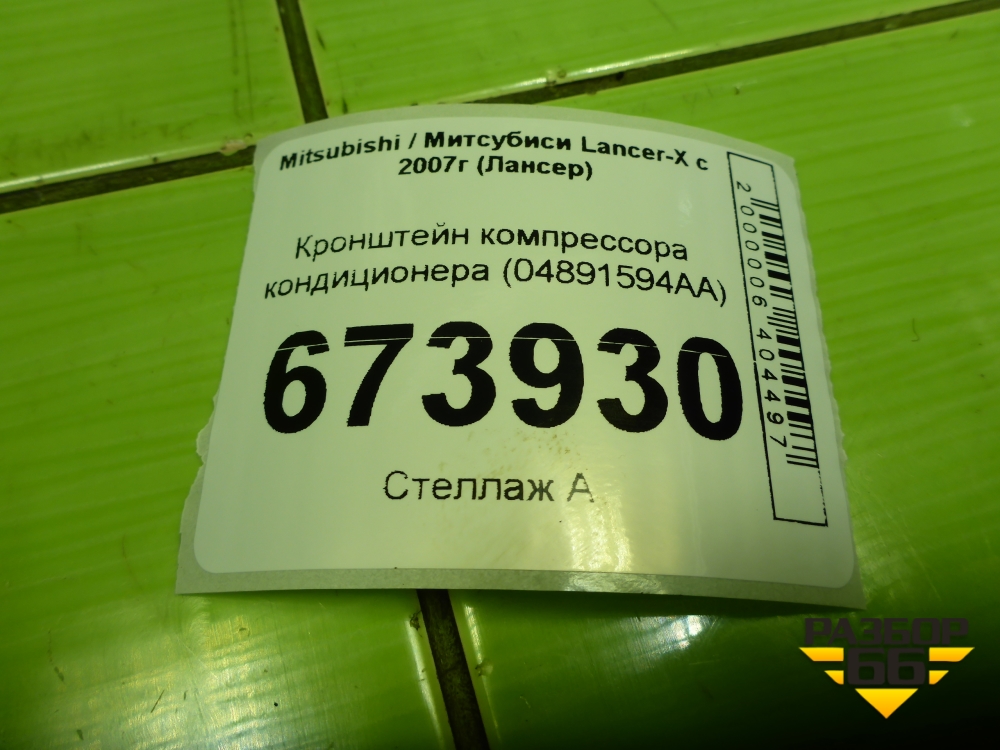 Mitsubishi / Митсубиси Lancer-X с
2007г (Лансер)
Кронштейн компрессора
кондиционера (04891594AA)
673930
Стеллаж А
2000006404497
РАЗБОР
66